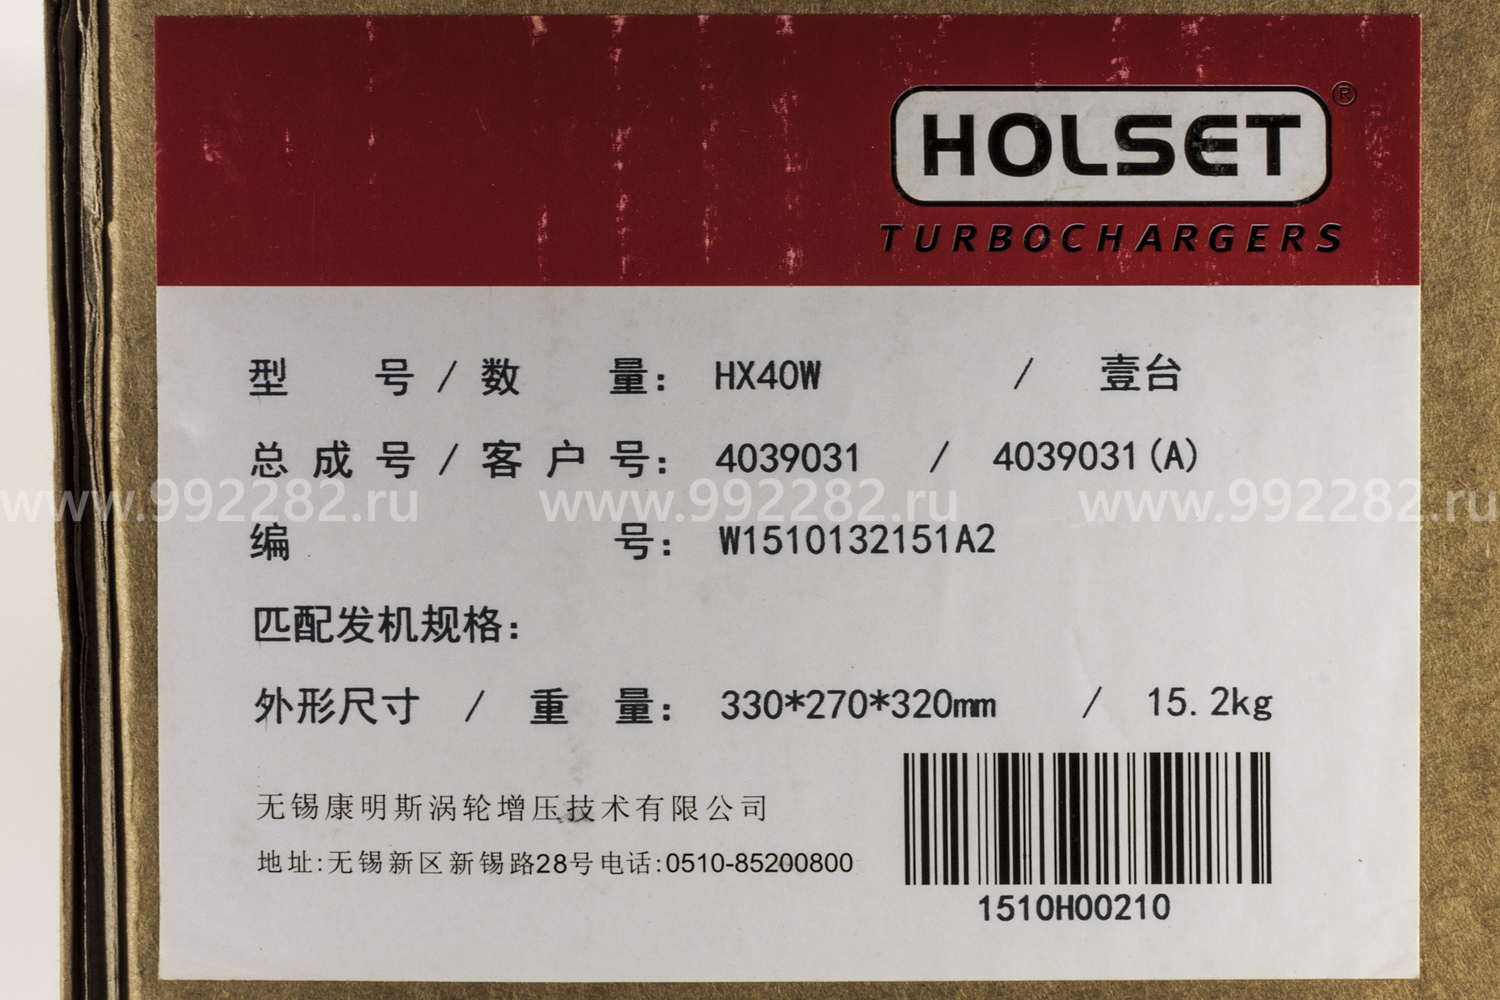 HOLSET®
TURBOCHARGERS
型 号 / 数 量： HX40W / 壹台
总 成 号 / 客 户 号： 4039031 / 4039031(A)
www.992282.ru www.992282.ru www.992282.ru
编 号： W1510132151A2
匹配发机规格：
外形尺寸 / 重 量： 330*270*320mm / 15.2kg
无锡康明斯涡轮增压技术有限公司
地址:无锡新区新锡路28号电话:0510-85200800
1510H00210